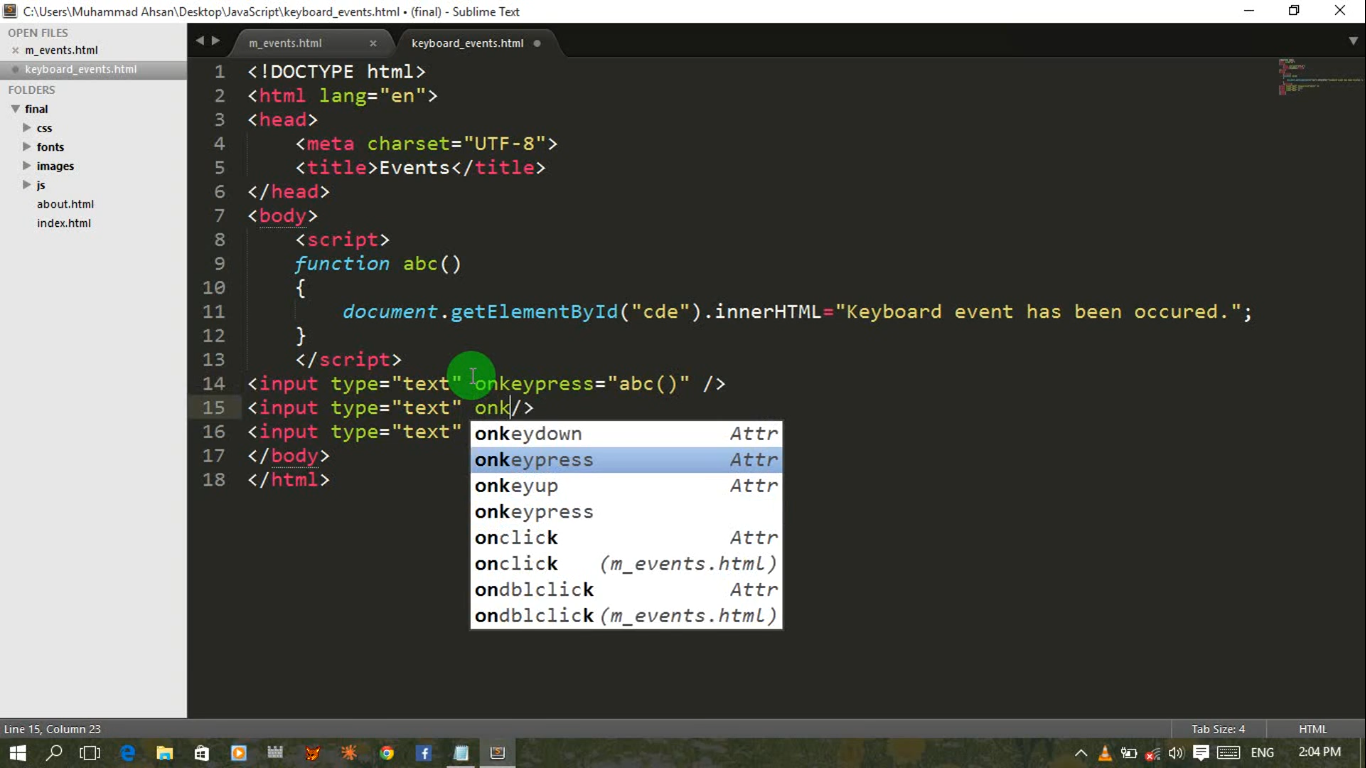 C:\Users\Muhammad Ahsan\Desktop\JavaScript\keyboard_events.html • (final) - Sublime Text
OPEN FILES
m_events.html
keyboard_events.html
FOLDERS
final
css
fonts
images
js
about.html
index.html
m_events.html × keyboard_events.html
1 <!DOCTYPE html>
2 <html lang="en">
3 <head>
4 <meta charset="UTF-8">
5 <title>Events</title>
6 </head>
7 <body>
8 <script>
9 function abc()
10 {
11 document.getElementById("cde").innerHTML="Keyboard event has been occured.";
12 }
13 </script>
14 <input type="text" onkeypress="abc()" />
15 <input type="text" onk/>
16 <input type="text"
17 </body>
18 </html>
onkeydown Attr
onkeypress Attr
onkeyup Attr
onkeypress
onclick Attr
onclick (m_events.html)
ondblclick Attr
ondblclick (m_events.html)
Line 15, Column 23
Tab Size: 4
HTML
ENG
2:04 PM